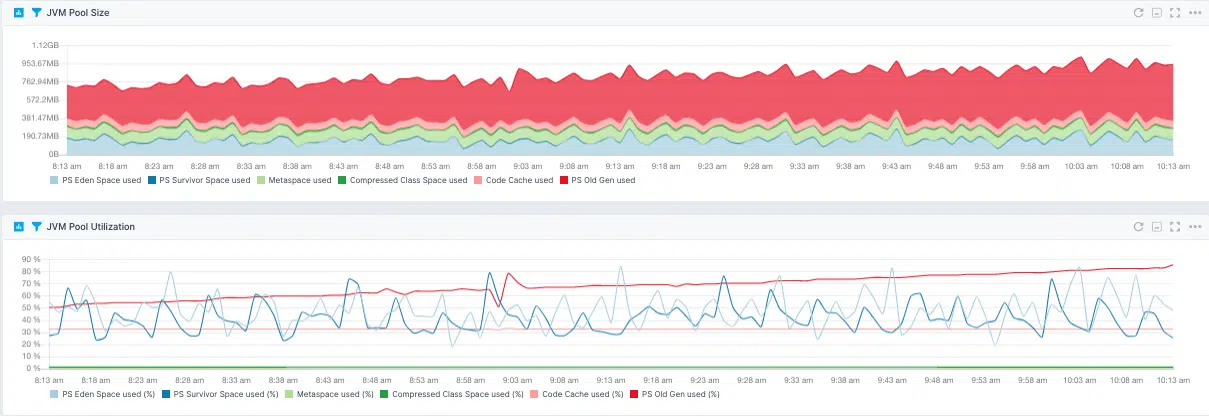 JVM Pool Size
1.12GB
953.67MB
762.94MB
572.2MB
381.47MB
190.73MB
0B
8:13 am 8:18 am 8:23 am 8:28 am 8:33 am 8:38 am 8:43 am 8:48 am 8:53 am 8:58 am 9:03 am 9:08 am 9:13 am 9:18 am 9:23 am 9:28 am 9:33 am 9:38 am 9:43 am 9:48 am 9:53 am 9:58 am 10:03 am 10:08 am 10:13 am
PS Eden Space used PS Survivor Space used Metaspace used Compressed Class Space used Code Cache used PS Old Gen used
JVM Pool Utilization
90 %
80 %
70 %
60 %
50 %
40 %
30 %
20 %
10 %
0 %
8:13 am 8:18 am 8:23 am 8:28 am 8:33 am 8:38 am 8:43 am 8:48 am 8:53 am 8:58 am 9:03 am 9:08 am 9:13 am 9:18 am 9:23 am 9:28 am 9:33 am 9:38 am 9:43 am 9:48 am 9:53 am 9:58 am 10:03 am 10:08 am 10:13 am
PS Eden Space used (%) PS Survivor Space used (%) Metaspace used (%) Compressed Class Space used (%) Code Cache used (%) PS Old Gen used (%)